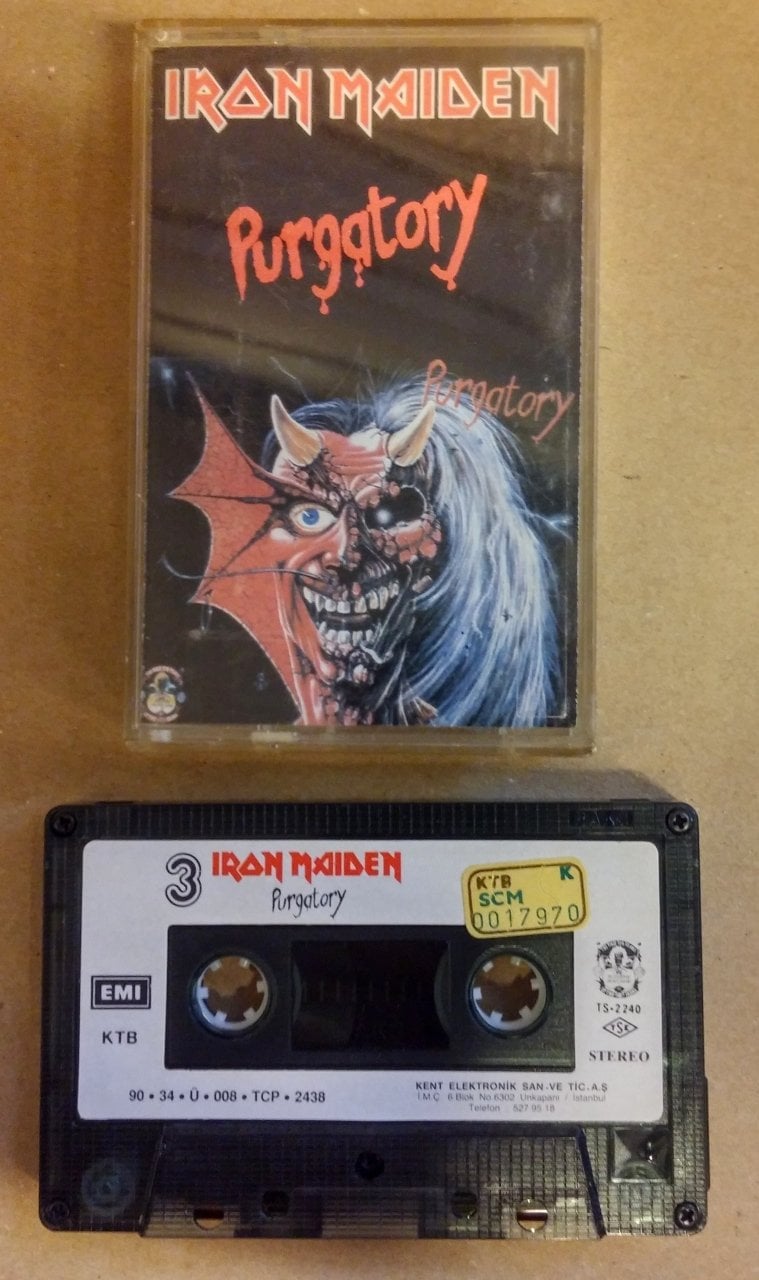 IRON MAIDEN
Purgatory
Purgatory
3 IRON MAIDEN
Purgatory
KTB K
SCM
0017970
EMI
KTB
TS-2240
TSE
STEREO
90 • 34 • Ü • 008 • TCP • 2438
KENT ELEKTRONİK SAN.VE TİC.A.Ş
İ.M.Ç 6.Blok No.6302 Unkapanı / İstanbul
Telefon : 527 95 18